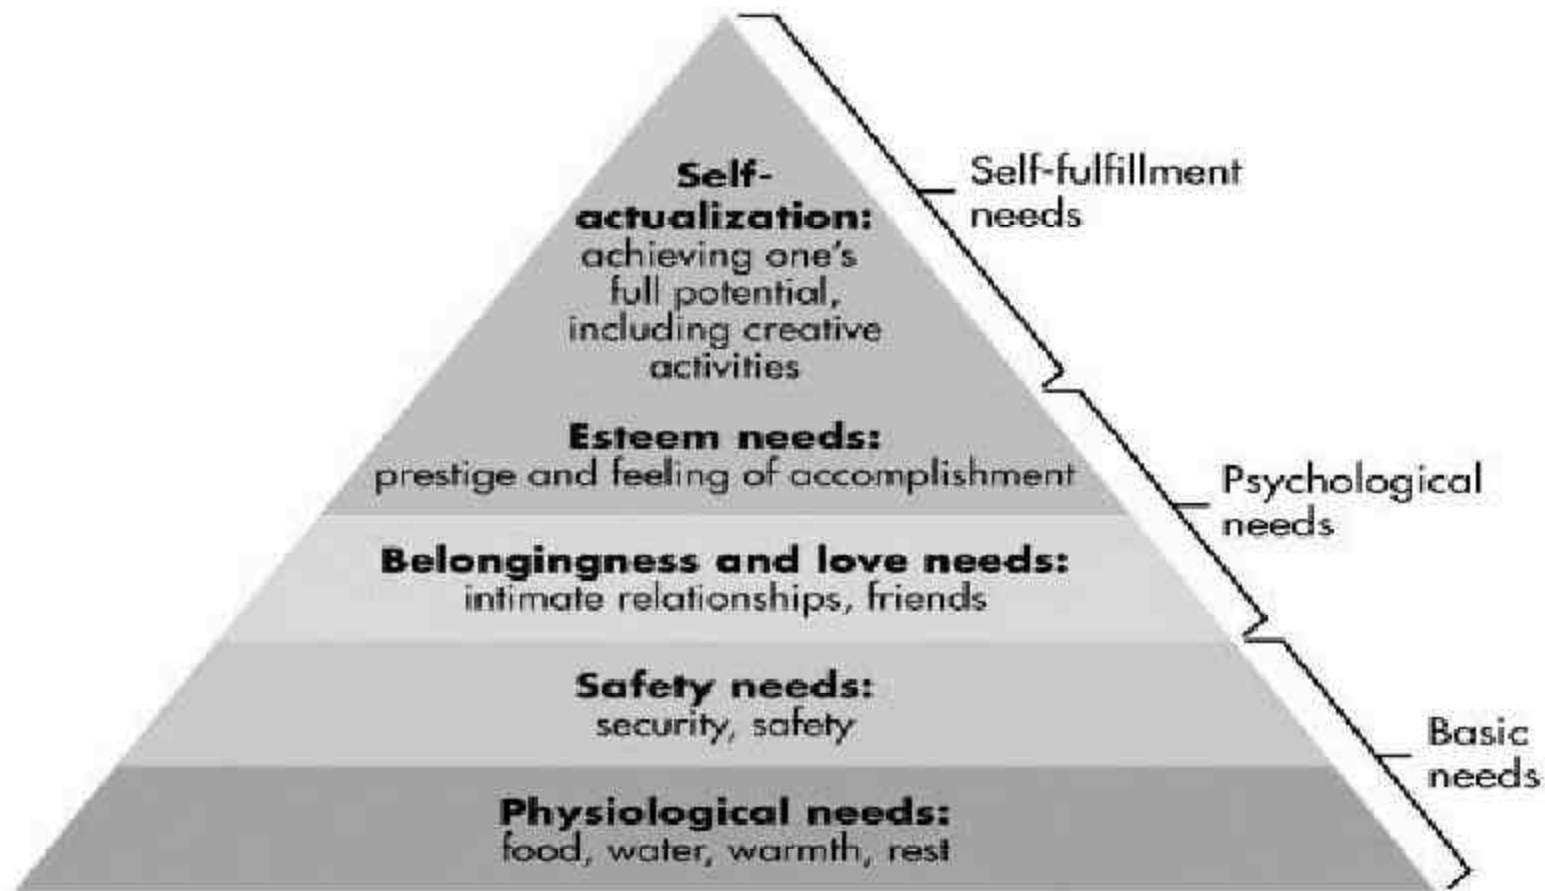 Self-
actualization:
achieving one's
full potential,
including creative
activities
Esteem needs:
prestige and feeling of accomplishment
Belongingness and love needs:
intimate relationships, friends
Safety needs:
security, safety
Physiological needs:
food, water, warmth, rest
Self-fulfillment
needs
Psychological
needs
Basic
needs